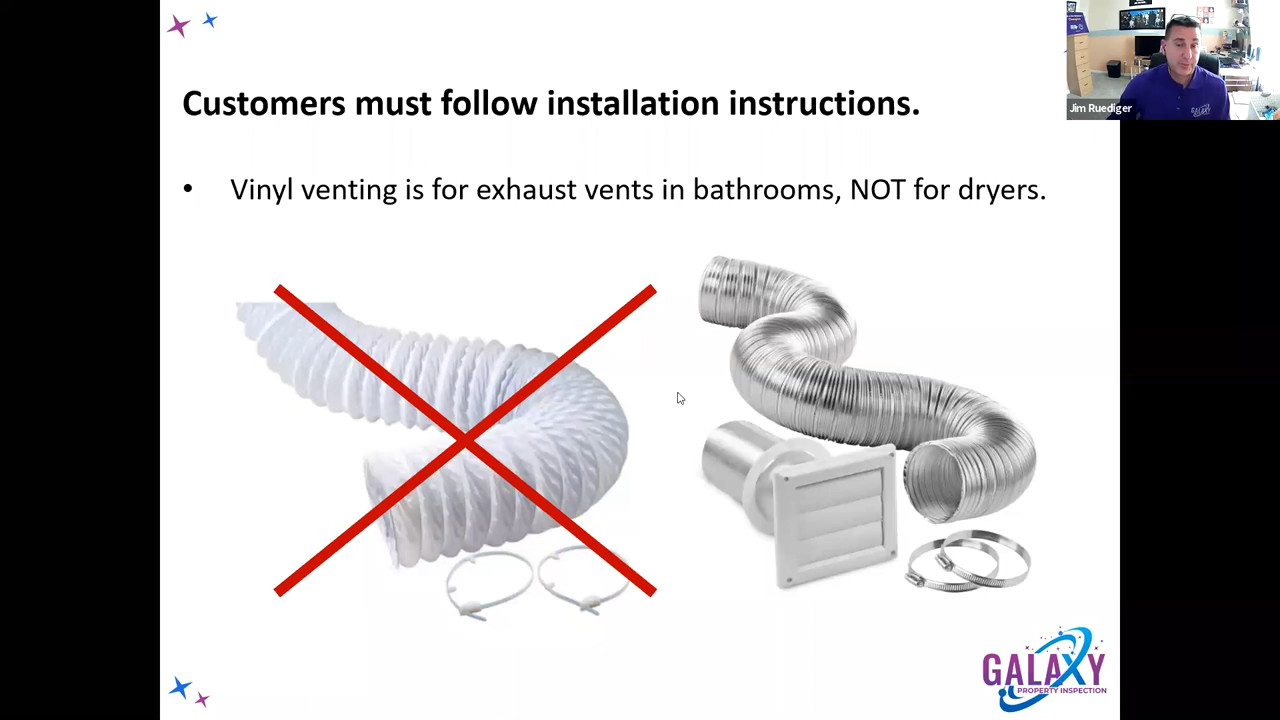 Customers must follow installation instructions.
• Vinyl venting is for exhaust vents in bathrooms, NOT for dryers.
Jim Ruediger
GALAXY
GALAXY
PROPERTY INSPECTION